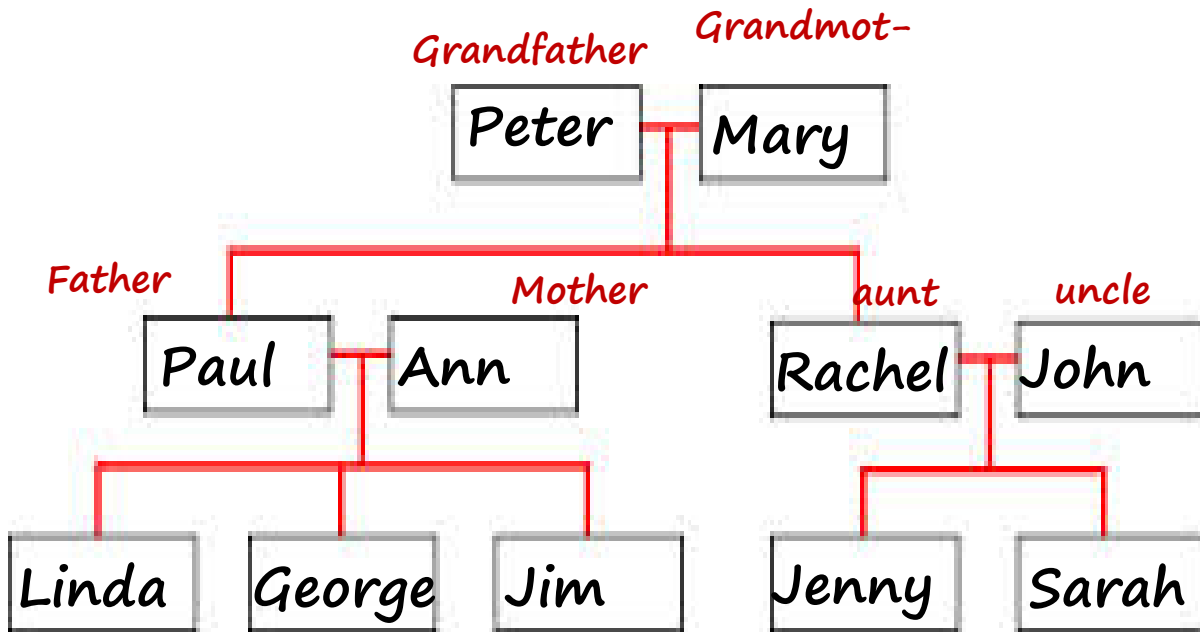 Grandfather
Grandmot-
Peter
Mary
Father
Mother
aunt
uncle
Paul
Ann
Rachel
John
Linda
George
Jim
Jenny
Sarah